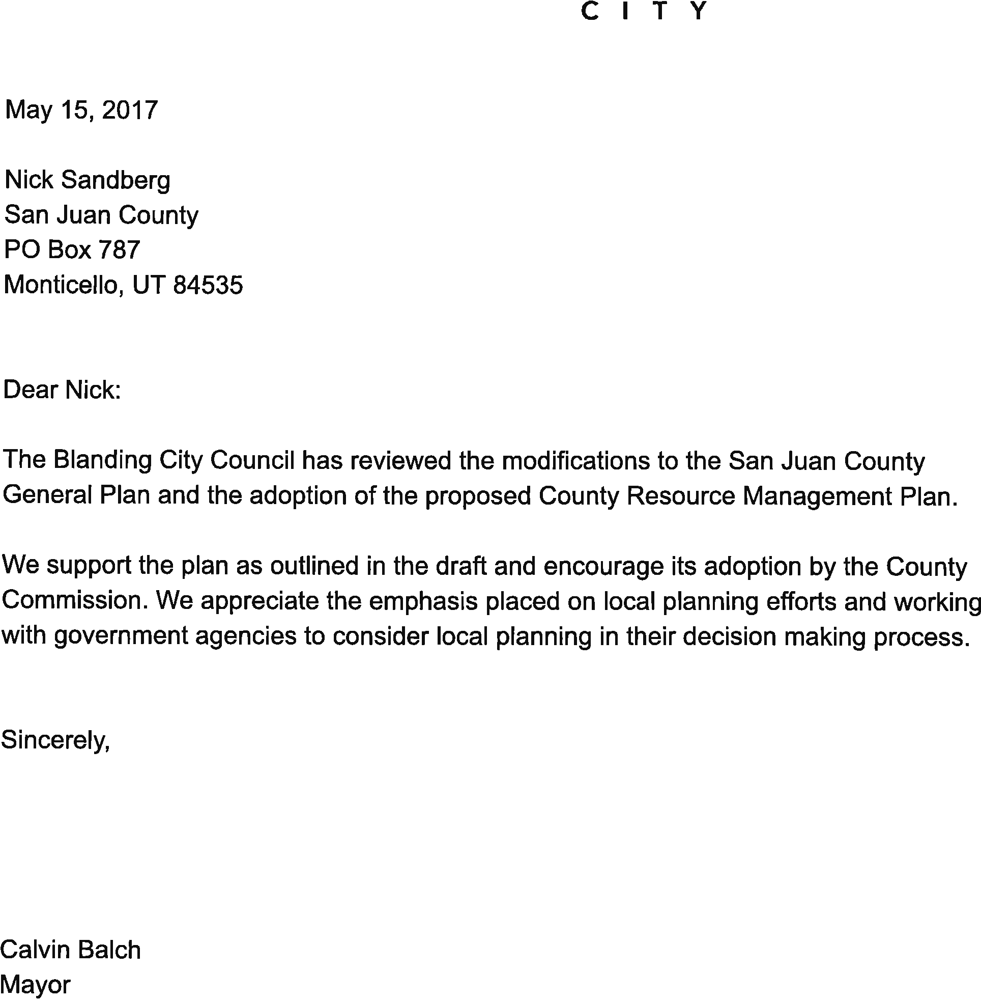 CITY
May 15, 2017
Nick Sandberg
San Juan County
PO Box 787
Monticello, UT 84535
Dear Nick:
The Blanding City Council has reviewed the modifications to the San Juan County
General Plan and the adoption of the proposed County Resource Management Plan.
We support the plan as outlined in the draft and encourage its adoption by the County
Commission. We appreciate the emphasis placed on local planning efforts and working
with government agencies to consider local planning in their decision making process.
Sincerely,
Calvin Balch
Mayor